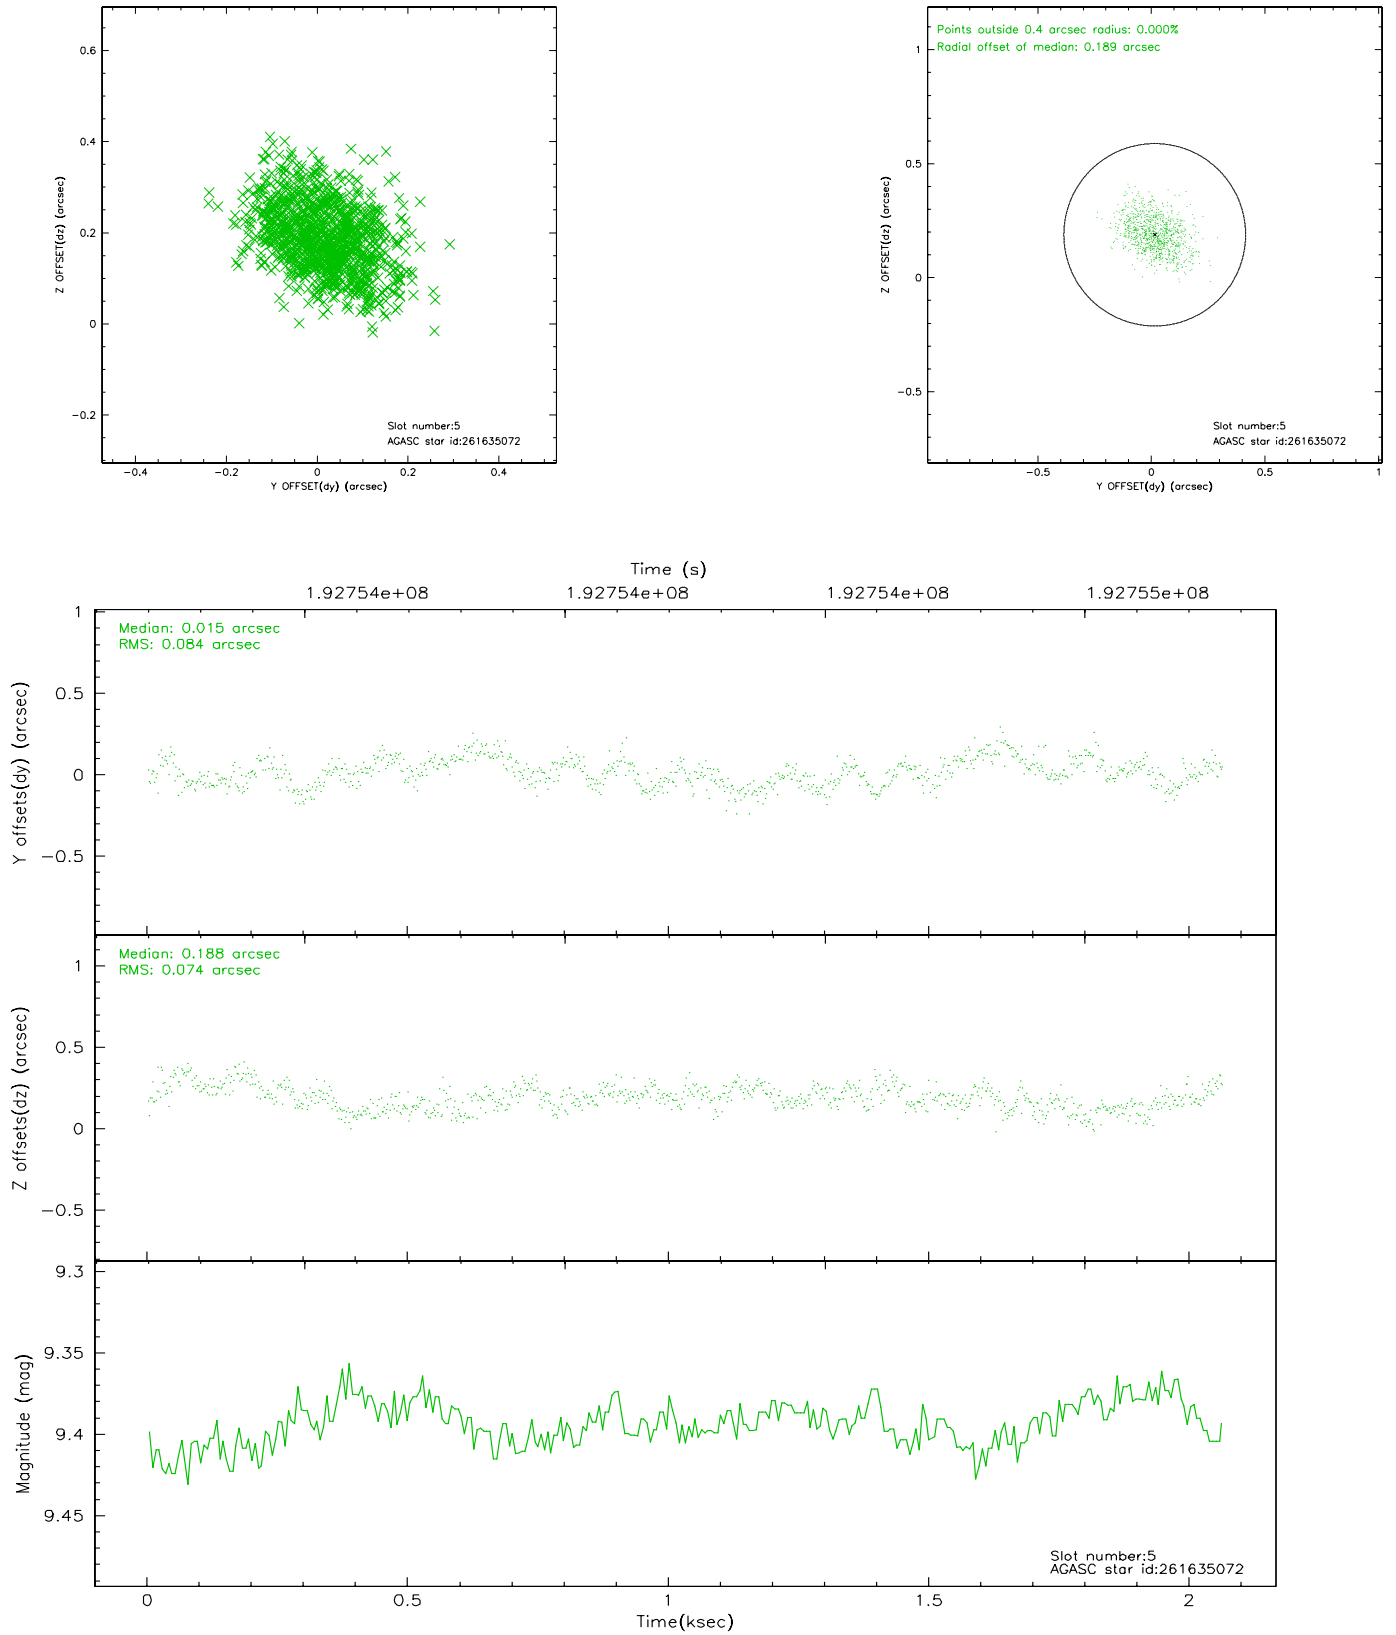 0.6
0.4
0.2
0
−0.2
Z OFFSET(dz) (arcsec)
Slot number:5
AGASC star id:261635072
−0.4 −0.2 0 0.2 0.4
Y OFFSET(dy) (arcsec)
Points outside 0.4 arcsec radius: 0.000%
Radial offset of median: 0.189 arcsec
1
0.5
0
−0.5
Z OFFSET(dz) (arcsec)
Slot number:5
AGASC star id:261635072
−0.5 0 0.5 1
Y OFFSET(dy) (arcsec)
Time (s)
1.92754e+08 1.92754e+08 1.92754e+08 1.92755e+08
Median: 0.015 arcsec
RMS: 0.084 arcsec
1
0.5
0
−0.5
Y offsets(dy) (arcsec)
Median: 0.188 arcsec
RMS: 0.074 arcsec
1
0.5
0
−0.5
Z offsets(dz) (arcsec)
9.3
9.35
9.4
9.45
Magnitude (mag)
Slot number:5
AGASC star id:261635072
0 0.5 1 1.5 2
Time(ksec)